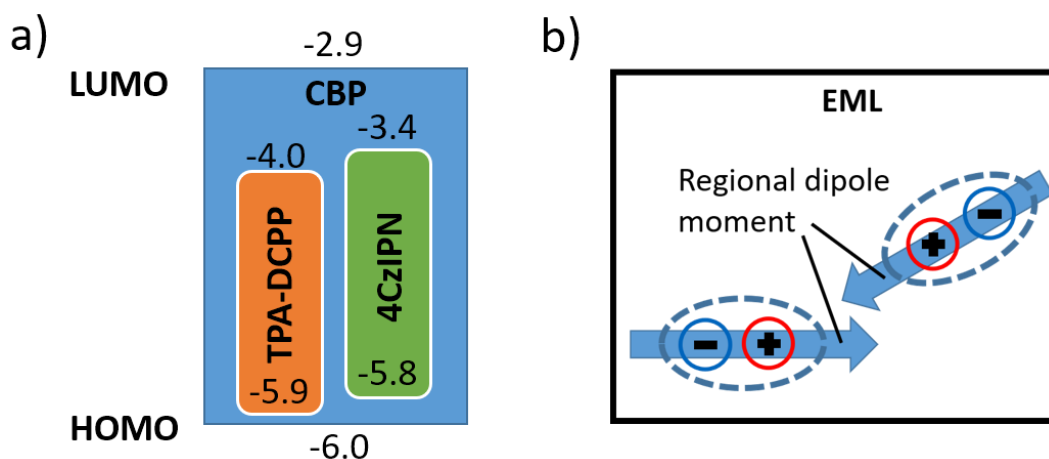 a)
-2.9
LUMO
CBP
-4.0
-3.4
TPA-DCPP
4CzIPN
-5.9
-5.8
HOMO
-6.0
b)
EML
Regional dipole
moment
−
+
−
+